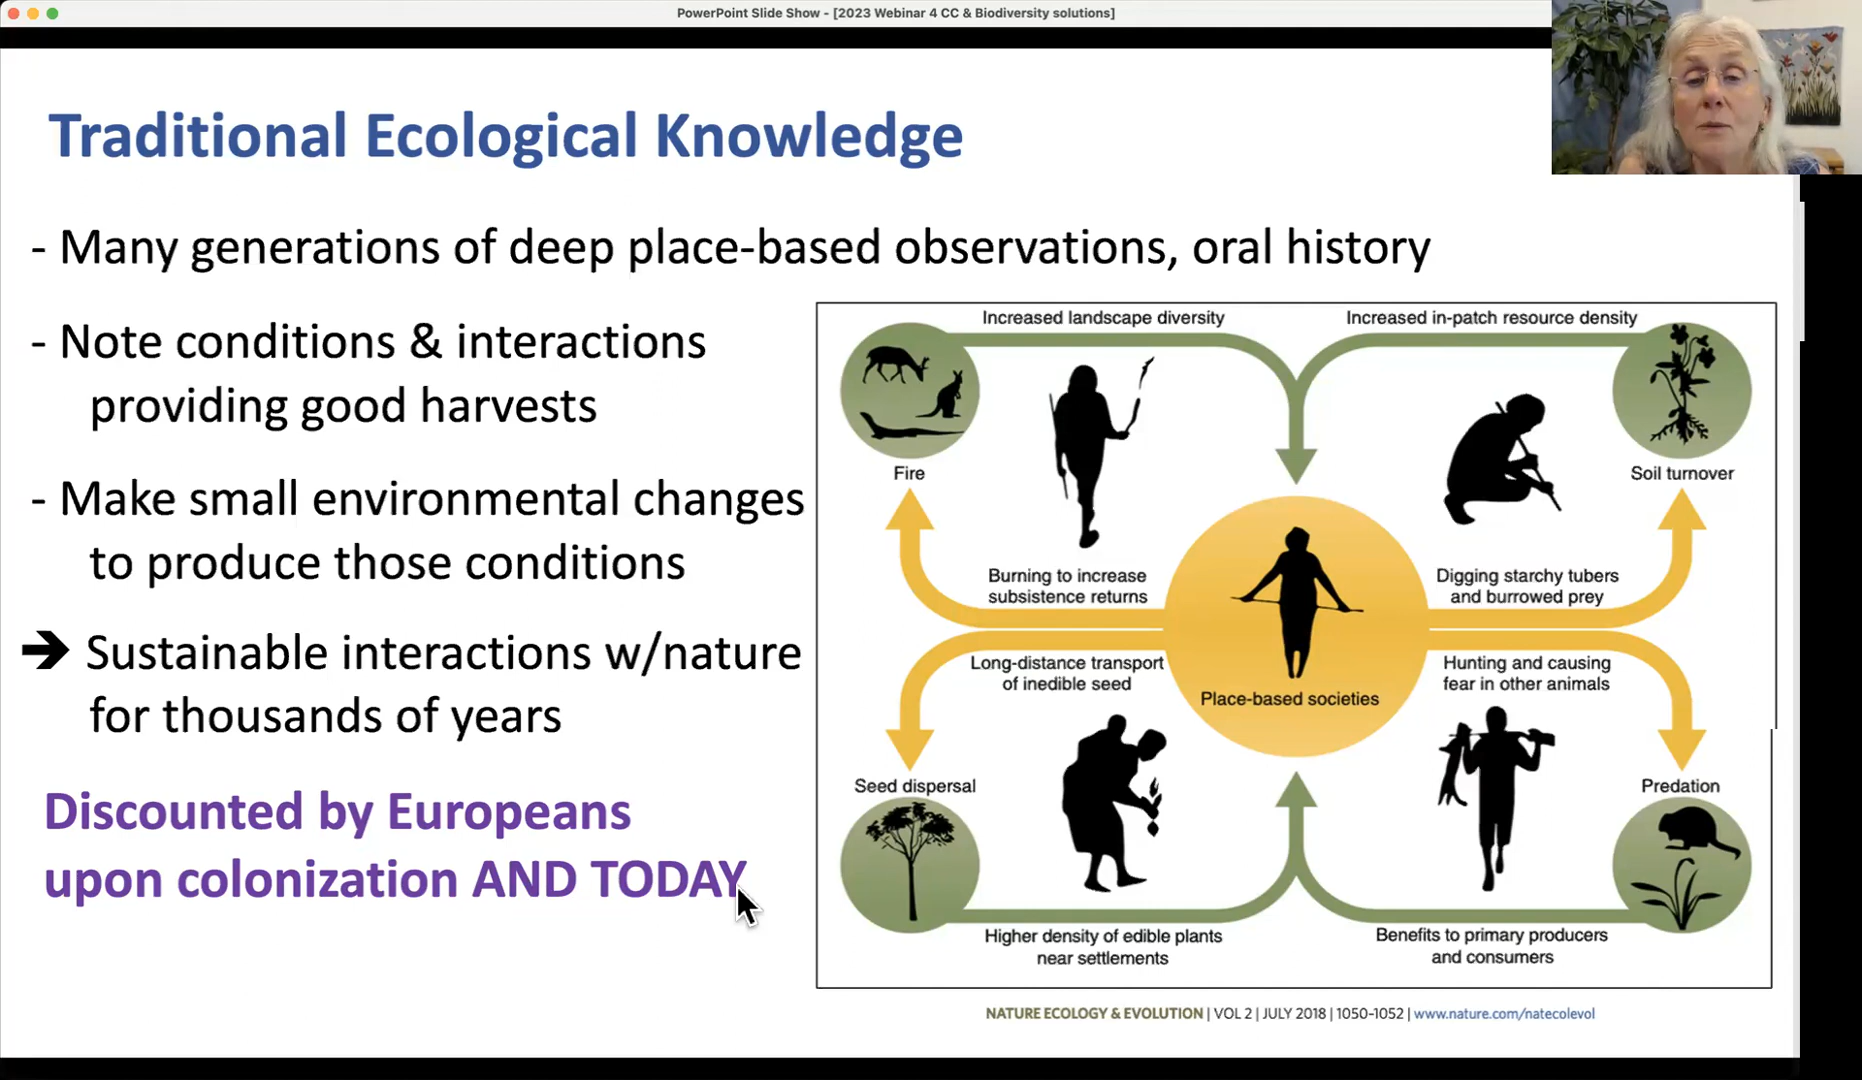 PowerPoint Slide Show - [2023 Webinar 4 CC & Biodiversity solutions]
Traditional Ecological Knowledge
- Many generations of deep place-based observations, oral history
- Note conditions & interactions
providing good harvests
- Make small environmental changes
to produce those conditions
➔ Sustainable interactions w/nature
for thousands of years
Discounted by Europeans
upon colonization AND TODAY
Increased landscape diversity
Increased in-patch resource density
Fire
Soil turnover
Burning to increase
subsistence returns
Digging starchy tubers
and burrowed prey
Long-distance transport
of inedible seed
Hunting and causing
fear in other animals
Place-based societies
Seed dispersal
Predation
Higher density of edible plants
near settlements
Benefits to primary producers
and consumers
NATURE ECOLOGY & EVOLUTION | VOL 2 | JULY 2018 | 1050-1052 | www.nature.com/natecolevol